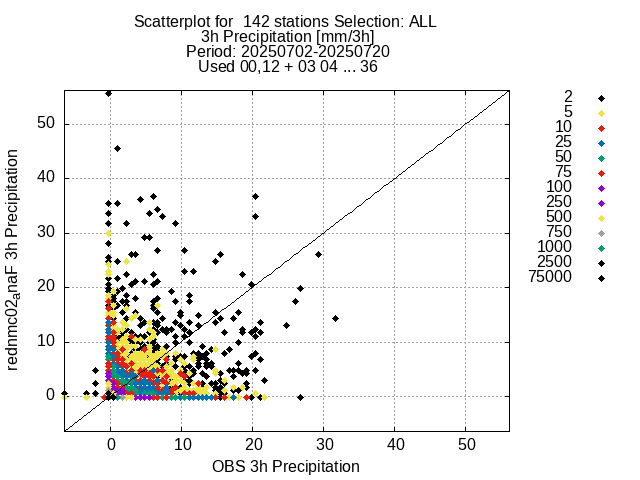 Scatterplot for  142 stations Selection: ALL
3h Precipitation [mm/3h]
Period: 20250702-20250720
Used 00,12 + 03 04 ... 36
2
5
10
25
50
75
100
250
500
750
1000
2500
75000
rednmc02anaF 3h Precipitation
50
40
30
20
10
0
0 10 20 30 40 50
OBS 3h Precipitation